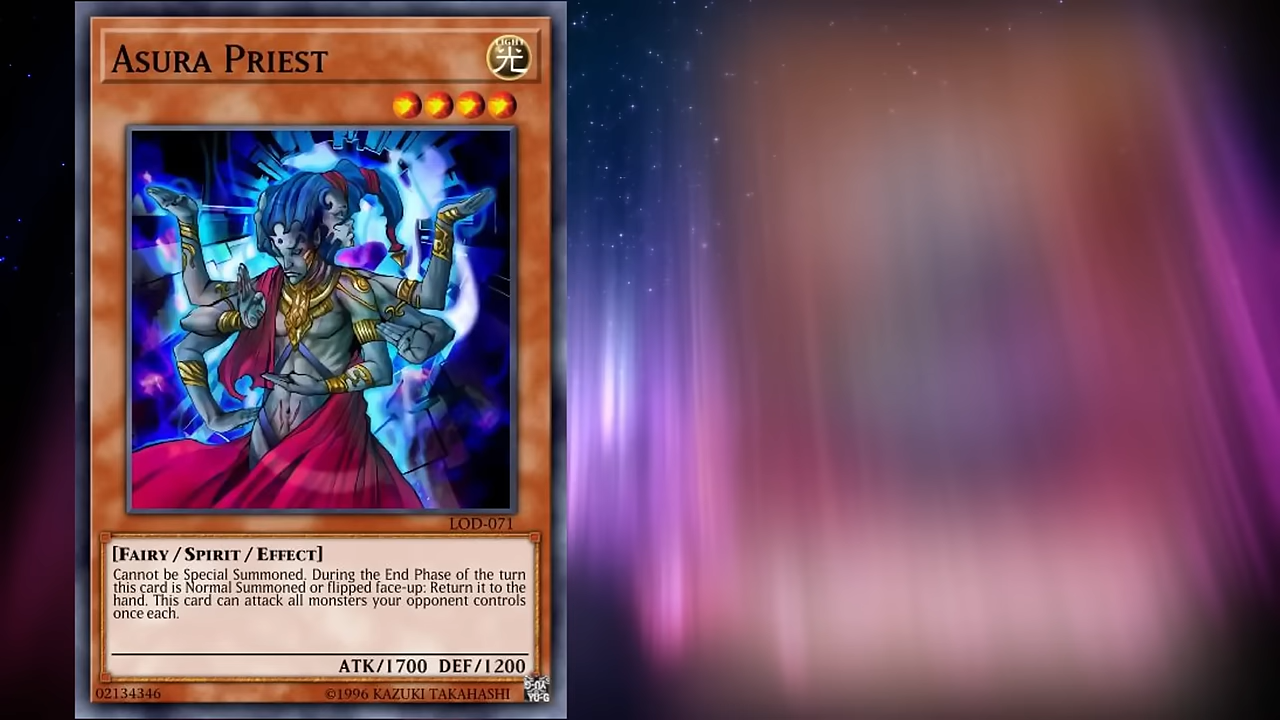 Asura Priest
LIGHT
光
LOD-071
[Fairy / Spirit / Effect]
Cannot be Special Summoned. During the End Phase of the turn
this card is Normal Summoned or flipped face-up: Return it to the
hand. This card can attack all monsters your opponent controls
once each.
ATK/1700 DEF/1200
02134346
©1996 KAZUKI TAKAHASHI